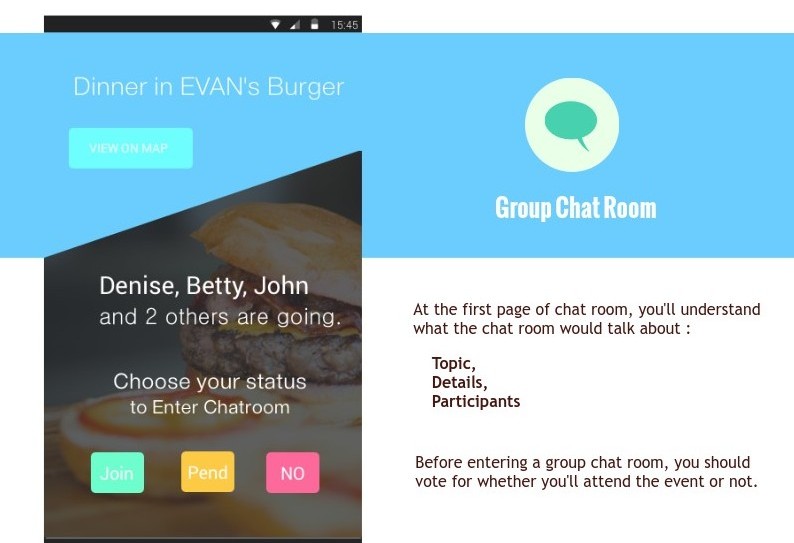 15:45
Dinner in EVAN's Burger
VIEW ON MAP
Denise, Betty, John
and 2 others are going.
Choose your status
to Enter Chatroom
Join Pend NO
Group Chat Room
At the first page of chat room, you'll understand
what the chat room would talk about :
Topic,
Details,
Participants
Before entering a group chat room, you should
vote for whether you'll attend the event or not.